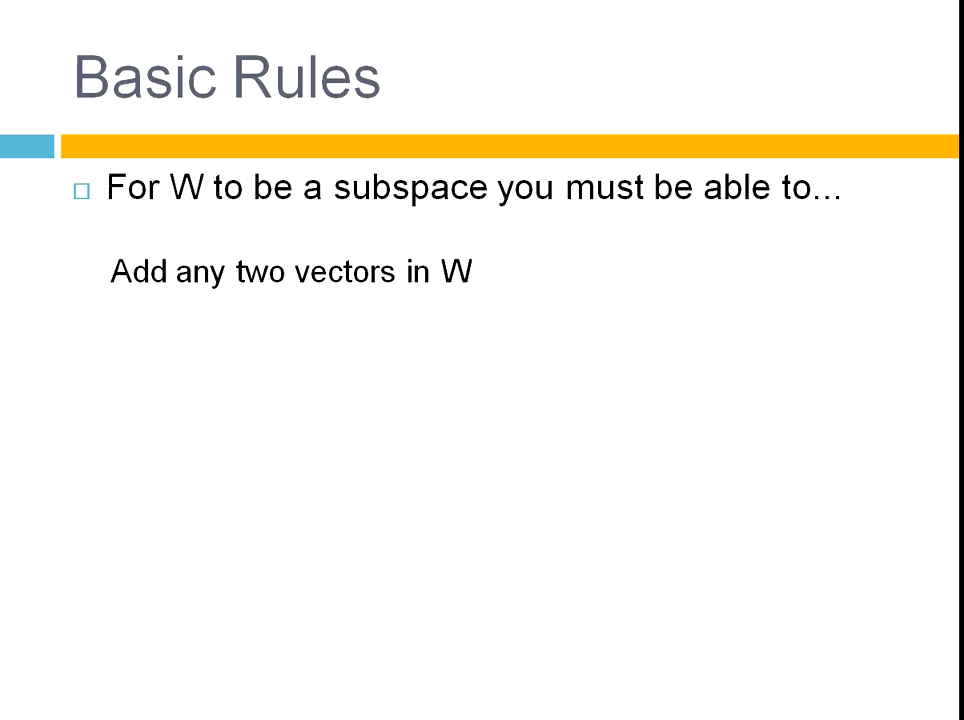 Basic Rules
For W to be a subspace you must be able to...
Add any two vectors in W